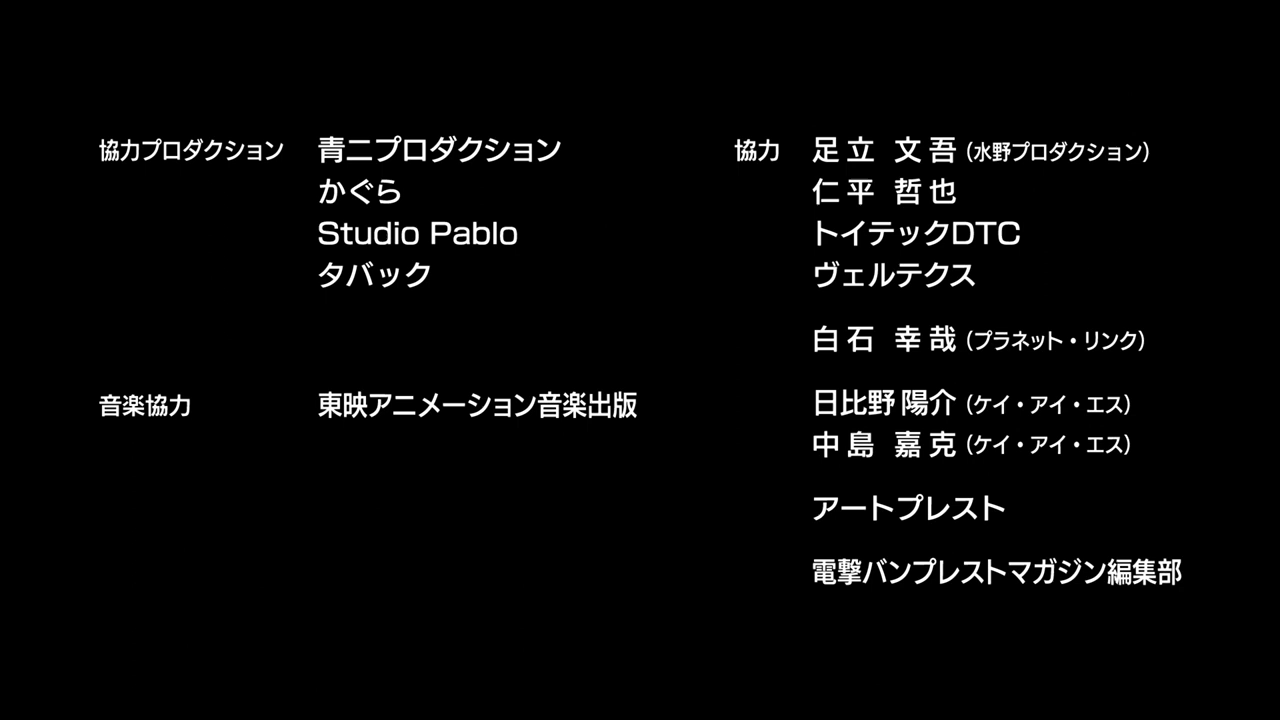 協力プロダクション 青二プロダクション
かぐら
Studio Pablo
タバック
音楽協力 東映アニメーション音楽出版
協力 足立 文吾(水野プロダクション)
仁平 哲也
トイテックDTC
ヴェルテクス
白石 幸哉(プラネット・リンク)
日比野 陽介(ケイ・アイ・エス)
中島 嘉克(ケイ・アイ・エス)
アートプレスト
電撃バンプレストマガジン編集部